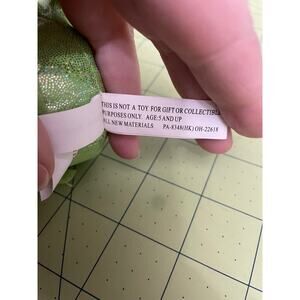 THIS IS NOT A TOY. FOR GIFT OR COLLECTIBLE
PURPOSES ONLY. AGE:5 AND UP
ALL NEW MATERIALS. PA-8348(HK) OH-22618